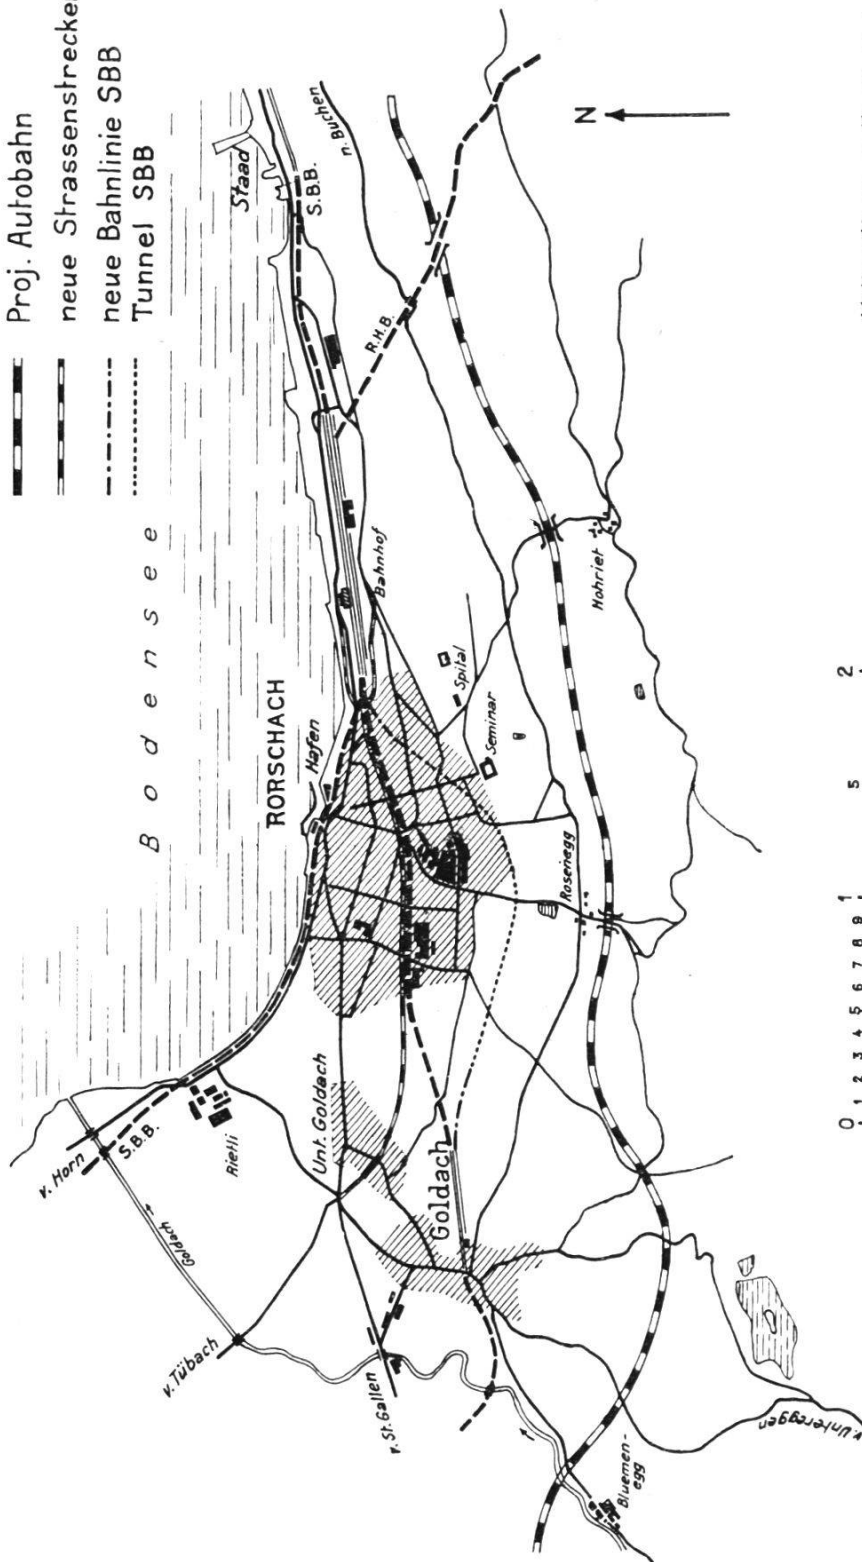 Proj. Autobahn
neue Strassenstrecken
neue Bahnlinie SBB
Tunnel SBB
Bodensee
Staad
S.B.B.
n. Buchen
R.H.B.
N
RORSCHACH
Hafen
Bahnhof
Spital
Seminar
Hohriet
Rosenegg
v. Horn
S.B.B.
Rietli
Goldach
Unt. Goldach
Goldach
v. Tübach
v. St. Gallen
Bluemen-
egg
v. Untereggen
0 1 2 3 4 5 6 7 8 9 1 5 2